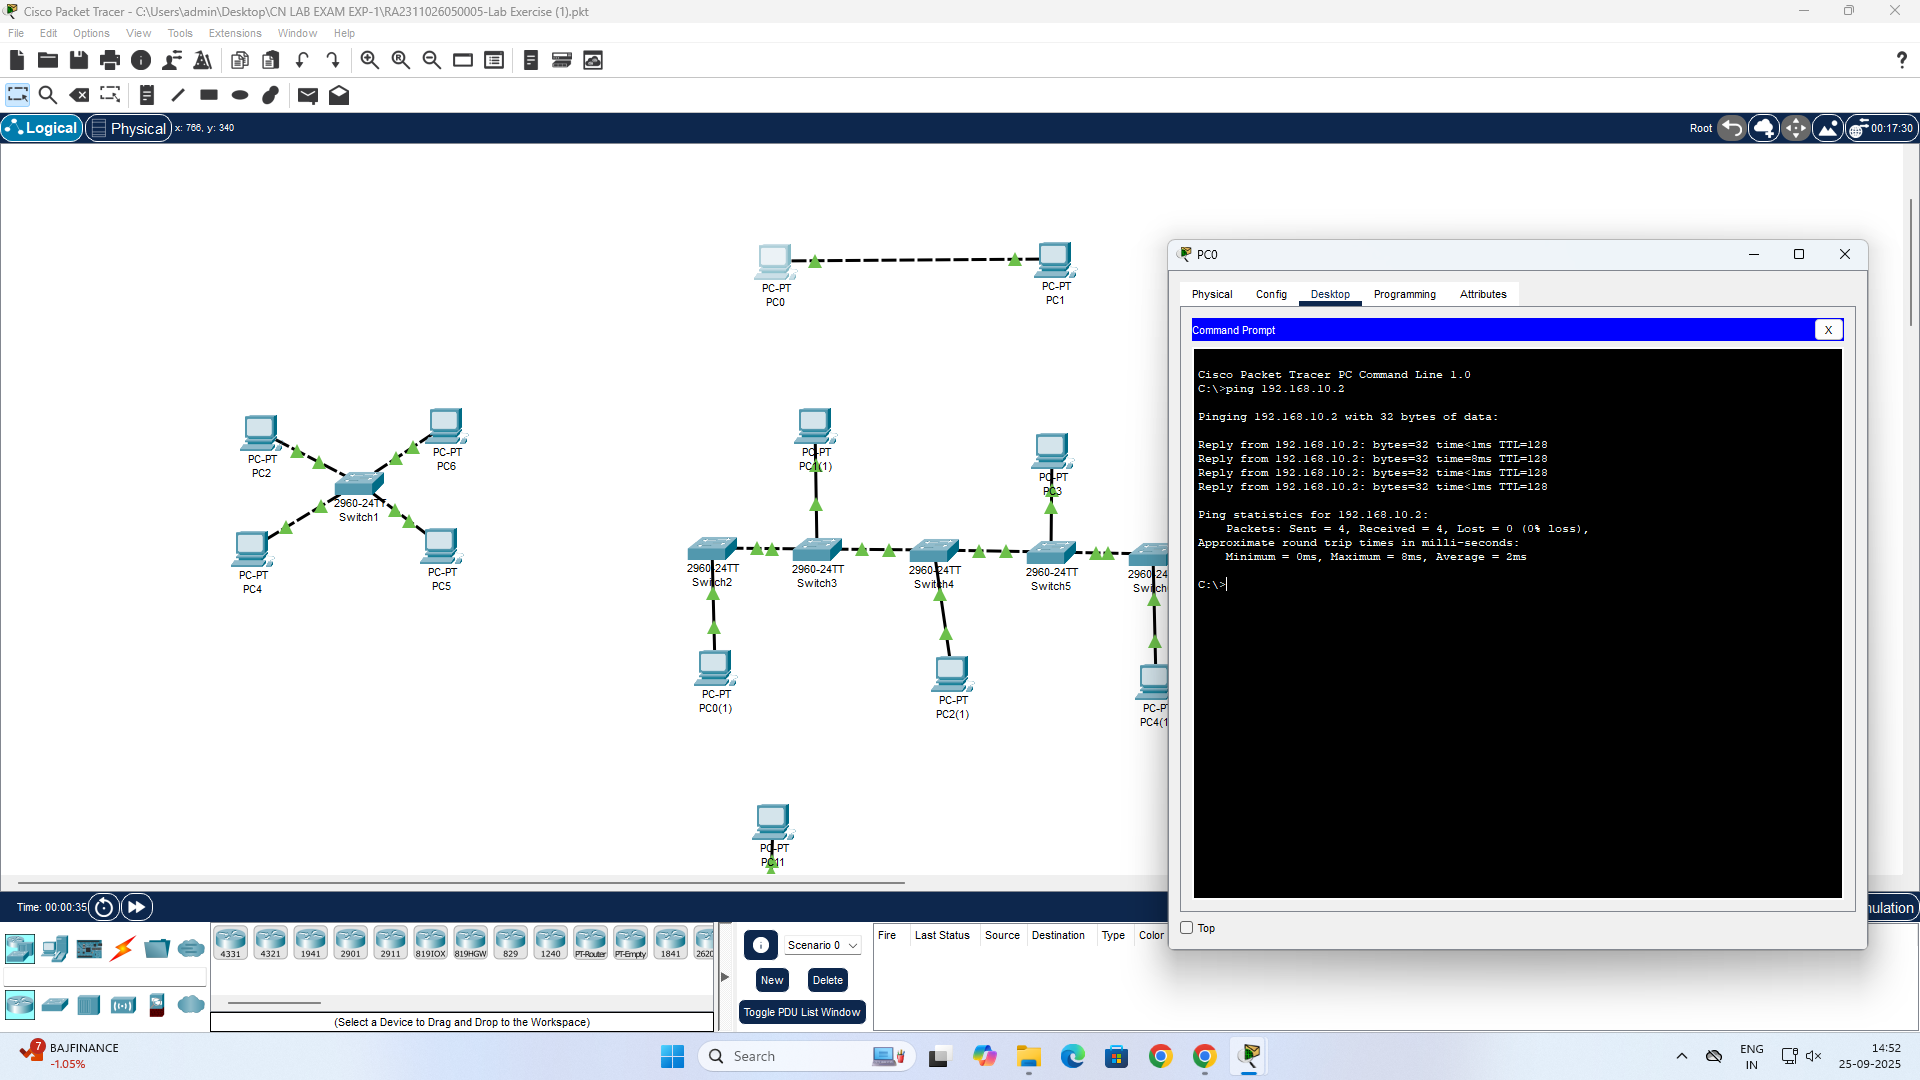 Cisco Packet Tracer - C:\Users\admin\Desktop\CN LAB EXAM EXP-1\RA2311026050005-Lab Exercise (1).pkt
File Edit Options View Tools Extensions Window Help
Logical Physical x: 766, y: 340
Root 00:17:30
PC-PT
PC0
PC-PT
PC1
PC-PT
PC2
PC-PT
PC6
2960-24TT
Switch1
PC-PT
PC4
PC-PT
PC5
PC-PT
PC1(1)
PC-PT
PC3
2960-24TT
Switch2
2960-24TT
Switch3
2960-24TT
Switch4
2960-24TT
Switch5
2960-24
Switch
PC-PT
PC0(1)
PC-PT
PC2(1)
PC-PT
PC4(1
PC-PT
PC11
PC0
Physical Config Desktop Programming Attributes
Command Prompt X
Cisco Packet Tracer PC Command Line 1.0
C:\>ping 192.168.10.2
Pinging 192.168.10.2 with 32 bytes of data:
Reply from 192.168.10.2: bytes=32 time<1ms TTL=128
Reply from 192.168.10.2: bytes=32 time=8ms TTL=128
Reply from 192.168.10.2: bytes=32 time<1ms TTL=128
Reply from 192.168.10.2: bytes=32 time<1ms TTL=128
Ping statistics for 192.168.10.2:
Packets: Sent = 4, Received = 4, Lost = 0 (0% loss),
Approximate round trip times in milli-seconds:
Minimum = 0ms, Maximum = 8ms, Average = 2ms
C:\>
Top
Time: 00:00:35
mulation
4331 4321 1941 2901 2911 819IOX 819HGW 829 1240 PT-Router PT-Empty 1841 2620
(Select a Device to Drag and Drop to the Workspace)
Scenario 0
New Delete
Toggle PDU List Window
Fire Last Status Source Destination Type Color
7
BAJFINANCE
-1.05%
Search
ENG
IN
14:52
25-09-2025